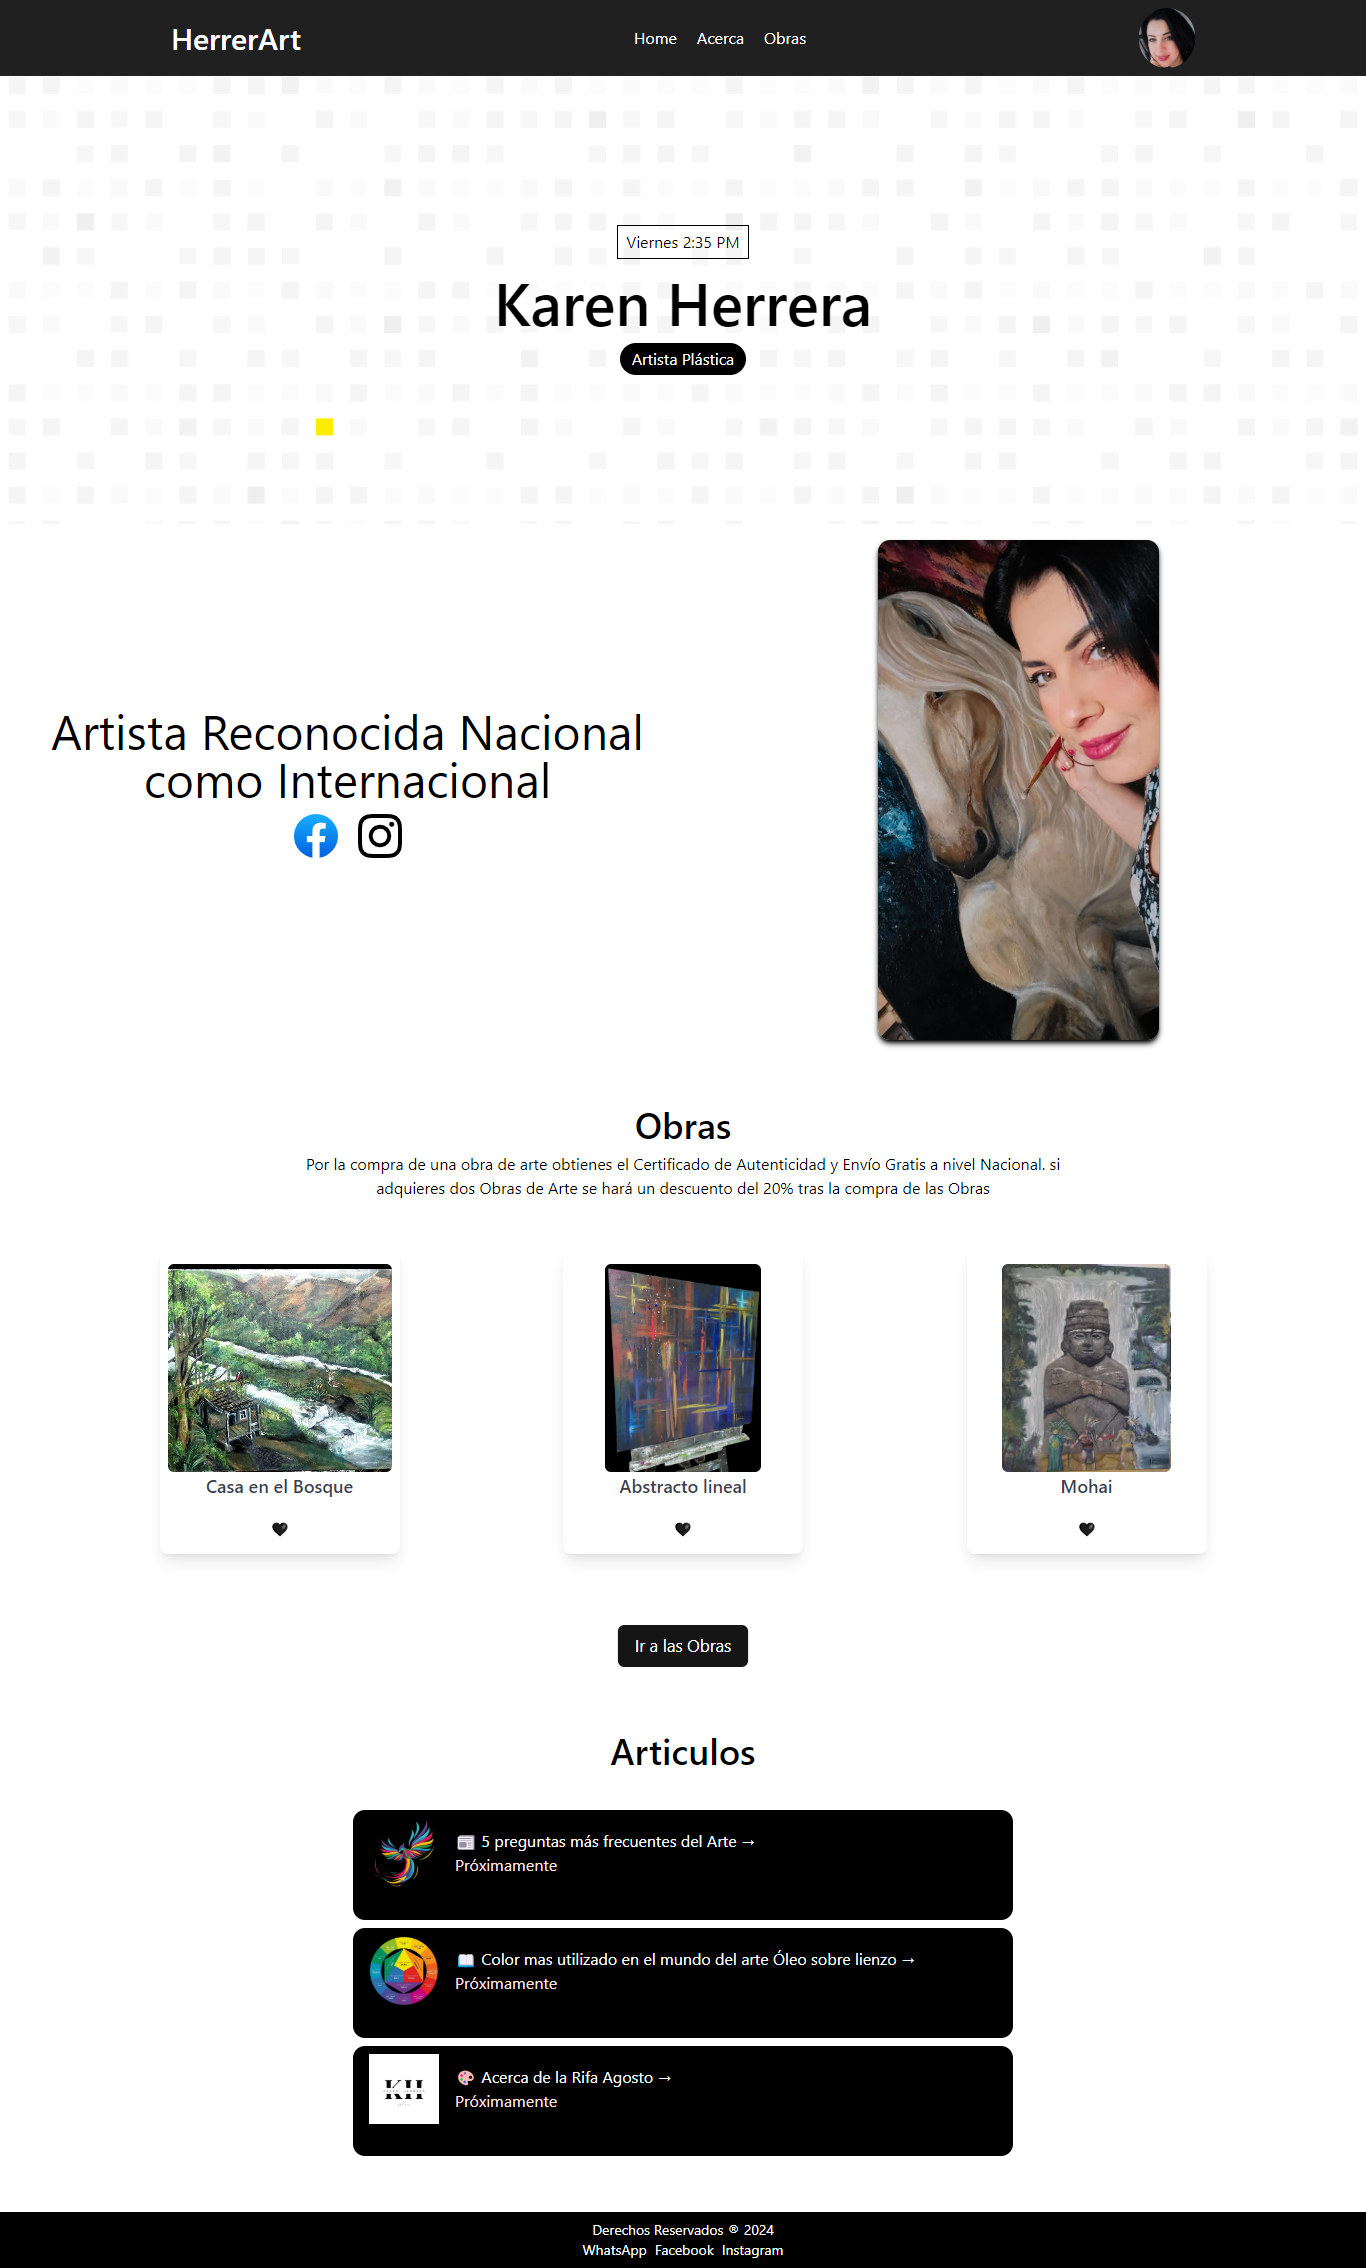 HerrerArt
Home Acerca Obras
Viernes 2:35 PM
Karen Herrera
Artista Plástica
Artista Reconocida Nacional
como Internacional
Obras
Por la compra de una obra de arte obtienes el Certificado de Autenticidad y Envío Gratis a nivel Nacional. si
adquieres dos Obras de Arte se hará un descuento del 20% tras la compra de las Obras
Casa en el Bosque
Abstracto lineal
Mohai
Ir a las Obras
Articulos
📰 5 preguntas más frecuentes del Arte →
Próximamente
📖 Color mas utilizado en el mundo del arte Óleo sobre lienzo →
Próximamente
KH
🎨 Acerca de la Rifa Agosto →
Próximamente
Derechos Reservados ® 2024
WhatsApp Facebook Instagram